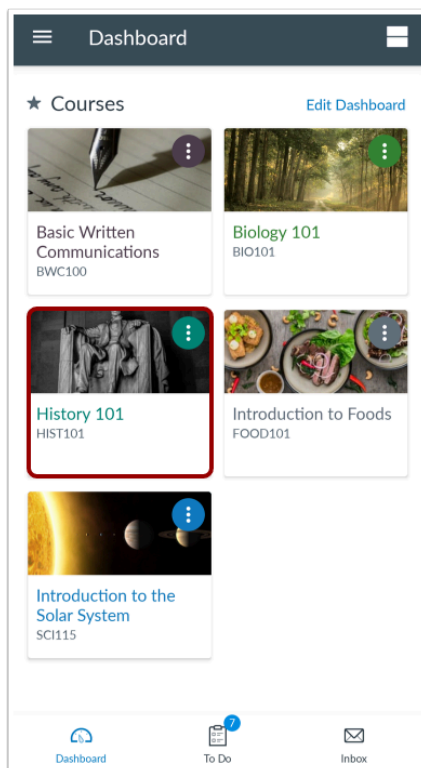 Dashboard
Courses
Edit Dashboard
Basic Written
Communications
BWC100
Biology 101
BIO101
History 101
HIST101
Introduction to Foods
FOOD101
Introduction to the
Solar System
SCI115
7
Dashboard
To Do
Inbox